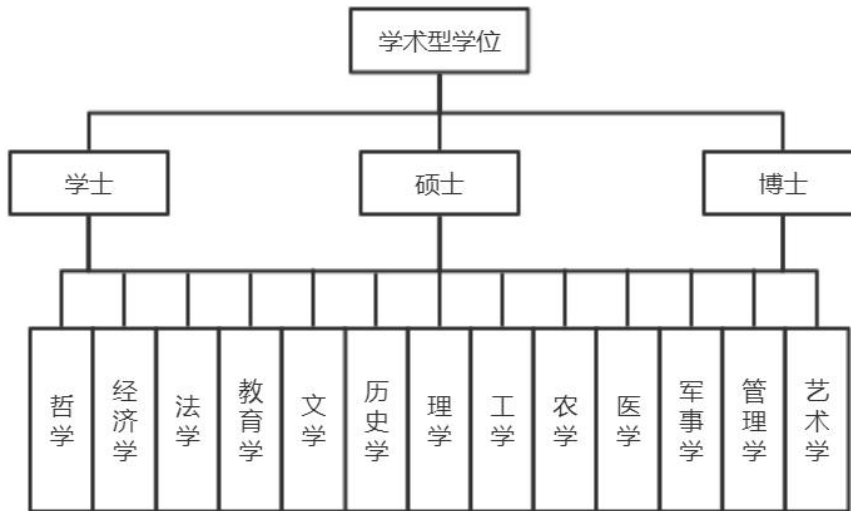 学术型学位
学士
硕士
博士
哲学
经济学
法学
教育学
文学
历史学
理学
工学
农学
医学
军事学
管理学
艺术学